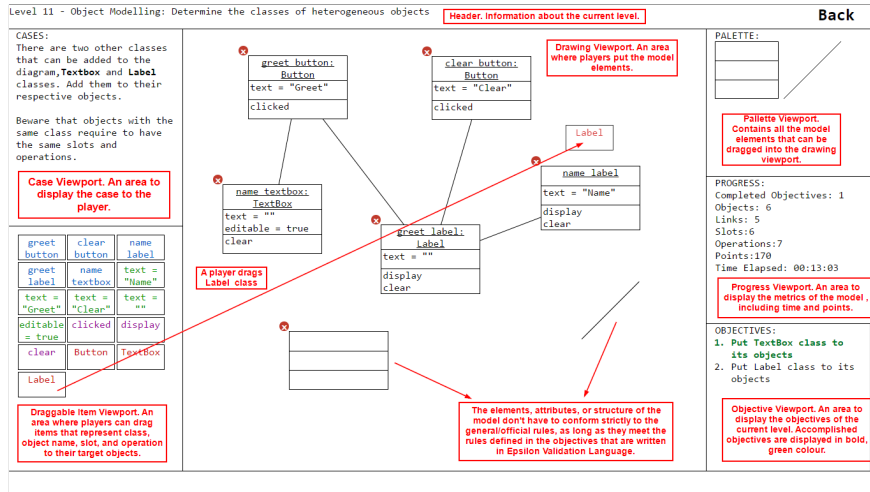 Level 11 - Object Modelling: Determine the classes of heterogeneous objects
Header. Information about the current level.
Back
CASES:
There are two other classes
that can be added to the
diagram,Textbox and Label
classes. Add them to their
respective objects.
Beware that objects with the
same class require to have
the same slots and
operations.
Case Viewport. An area to
display the case to the
player.
greet
button
clear
button
name
label
greet
label
name
textbox
text =
"Name"
text =
"Greet"
text =
"Clear"
text =
""
editable
= true
clicked
display
clear
Button
TextBox
Label
Draggable Item Viewport. An
area where players can drag
items that represent class,
object name, slot, and operation
to their target objects.
greet button:
Button
text = "Greet"
clicked
clear button:
Button
text = "Clear"
clicked
Drawing Viewport. An area
where players put the model
elements.
Label
name label
text = "Name"
display
clear
name textbox:
TextBox
text = ""
editable = true
clear
greet label:
Label
text = ""
display
clear
A player drags
Label class
The elements, attributes, or structure of the
model don't have to conform strictly to the
general/official rules, as long as they meet the
rules defined in the objectives that are written
in Epsilon Validation Language.
PALETTE:
Pallette Viewport.
Contains all the model
elements that can be
dragged into the drawing
viewport.
PROGRESS:
Completed Objectives: 1
Objects: 6
Links: 5
Slots:6
Operations:7
Points:170
Time Elapsed: 00:13:03
Progress Viewport. An area to
display the metrics of the model ,
including time and points.
OBJECTIVES:
1. Put TextBox class to
its objects
2. Put Label class to its
objects
Objective Viewport. An area to
display the objectives of the
current level. Accomplished
objectives are displayed in bold,
green colour.